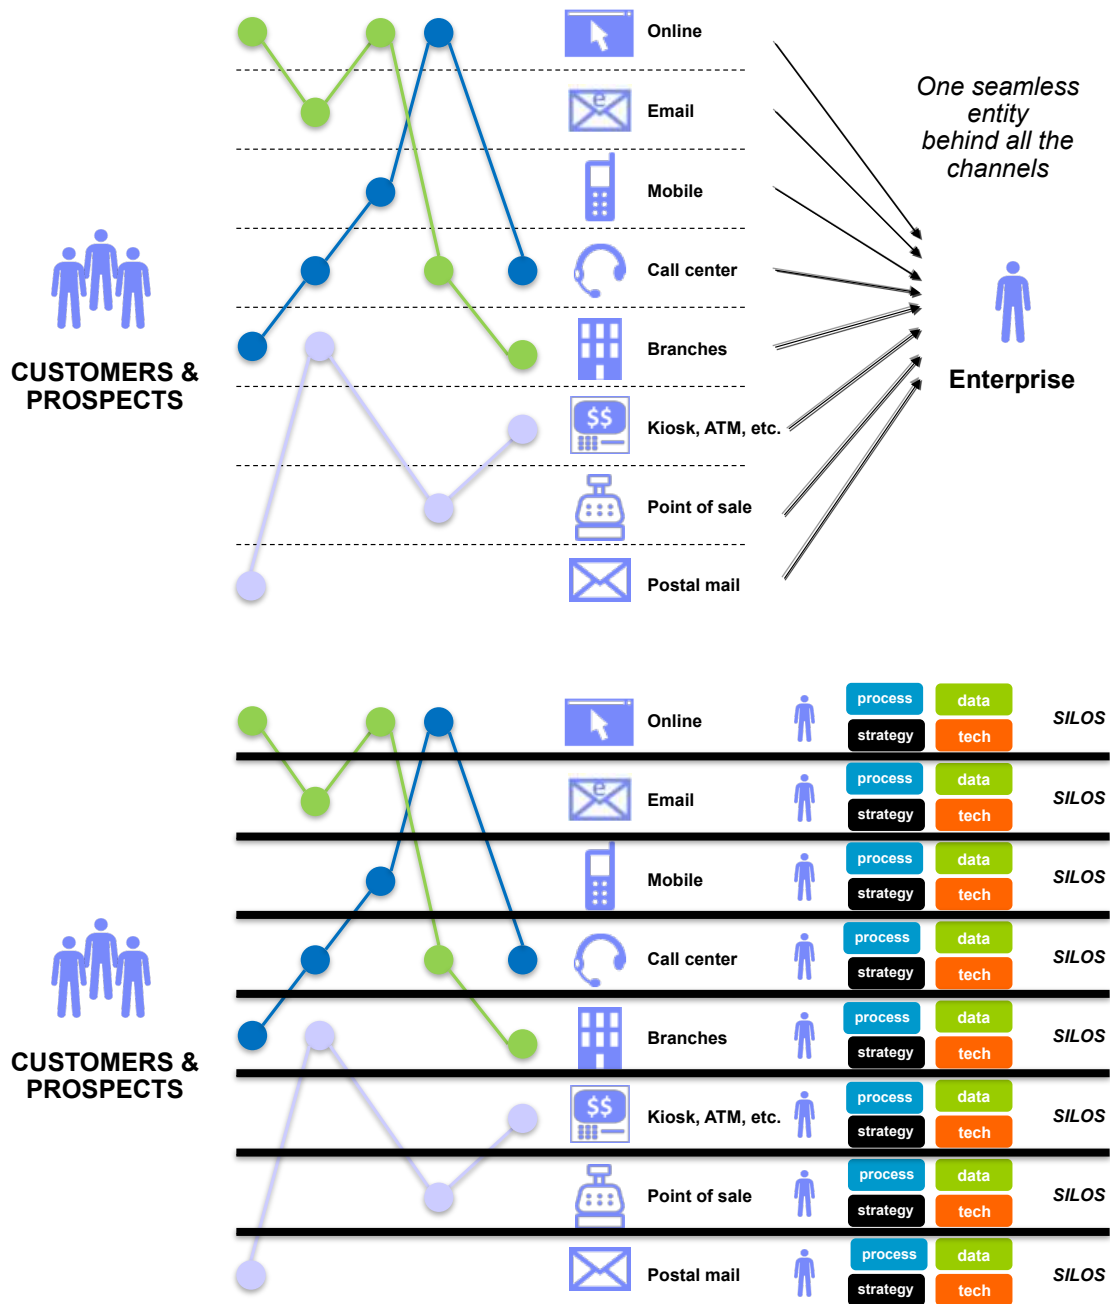 Online
One seamless
entity
behind all the
channels
e
Email
Mobile
Call center
Branches
CUSTOMERS &
PROSPECTS
Enterprise
$$
Kiosk, ATM, etc.
Point of sale
Postal mail
Online
process data
strategy tech
SILOS
e
Email
process data
strategy tech
SILOS
Mobile
process data
strategy tech
SILOS
Call center
process data
strategy tech
SILOS
Branches
process data
strategy tech
SILOS
CUSTOMERS &
PROSPECTS
$$
Kiosk, ATM, etc.
process data
strategy tech
SILOS
Point of sale
process data
strategy tech
SILOS
Postal mail
process data
strategy tech
SILOS